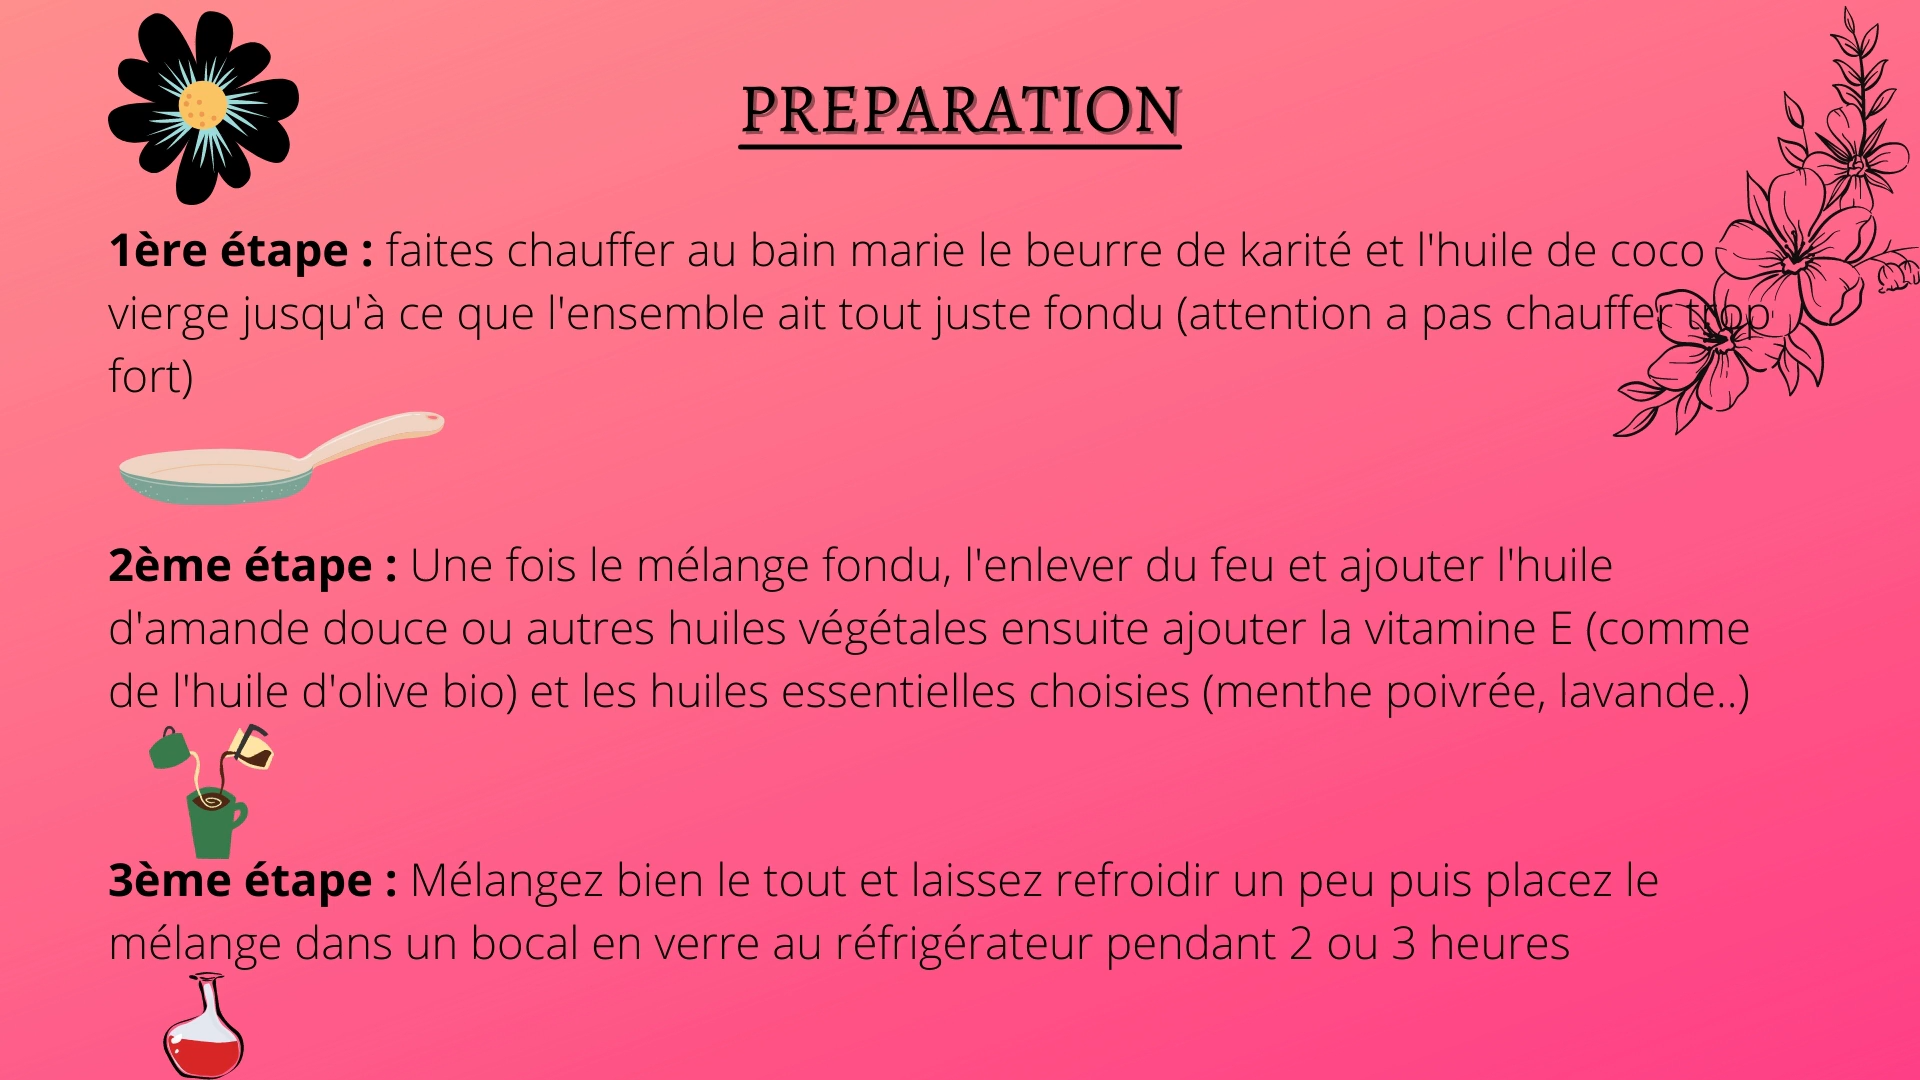 PREPARATION
1ère étape : faites chauffer au bain marie le beurre de karité et l'huile de coco
vierge jusqu'à ce que l'ensemble ait tout juste fondu (attention a pas chauffer trop
fort)
2ème étape : Une fois le mélange fondu, l'enlever du feu et ajouter l'huile
d'amande douce ou autres huiles végétales ensuite ajouter la vitamine E (comme
de l'huile d'olive bio) et les huiles essentielles choisies (menthe poivrée, lavande..)
3ème étape : Mélangez bien le tout et laissez refroidir un peu puis placez le
mélange dans un bocal en verre au réfrigérateur pendant 2 ou 3 heures